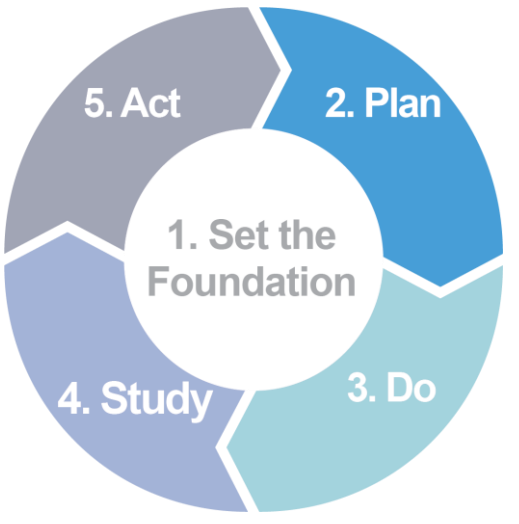 1. Set the
Foundation
2. Plan
3. Do
4. Study
5. Act